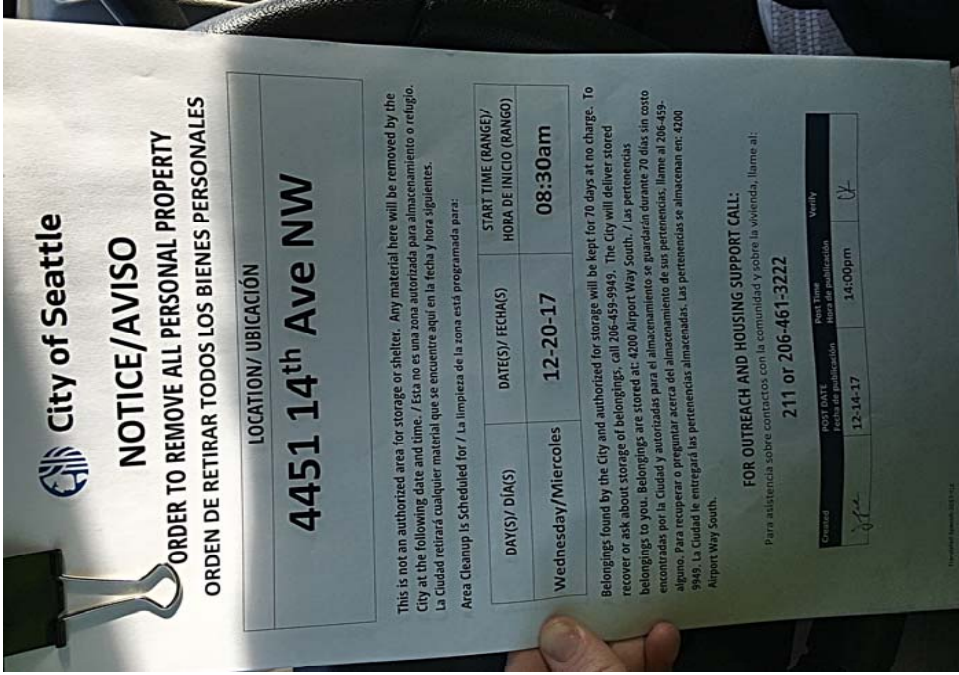 City of Seattle
NOTICE/AVISO
ORDER TO REMOVE ALL PERSONAL PROPERTY
ORDEN DE RETIRAR TODOS LOS BIENES PERSONALES
LOCATION/ UBICACIÓN
4451 14th Ave NW
This is not an authorized area for storage or shelter. Any material here will be removed by the
City at the following date and time. / Esta no es una zona autorizada para almacenamiento o refugio.
La Ciudad retirará cualquier material que se encuentre aquí en la fecha y hora siguientes.
Area Cleanup Is Scheduled for / La limpieza de la zona está programada para:
DAY(S)/ DÍA(S) DATE(S)/ FECHA(S) START TIME (RANGE)/
HORA DE INICIO (RANGO)
Wednesday/Miercoles 12-20-17 08:30am
Belongings found by the City and authorized for storage will be kept for 70 days at no charge. To
recover or ask about storage of belongings, call 206-459-9949. The City will deliver stored
belongings to you. Belongings are stored at: 4200 Airport Way South. / Las pertenencias
encontradas por la Ciudad y autorizadas para el almacenamiento se guardarán durante 70 días sin costo
alguno. Para recuperar o preguntar acerca del almacenamiento de sus pertenencias, llame al 206-459-
9949. La Ciudad le entregará las pertenencias almacenadas. Las pertenencias se almacenan en: 4200
Airport Way South.
FOR OUTREACH AND HOUSING SUPPORT CALL:
Para asistencia sobre contactos con la comunidad y sobre la vivienda, llame al:
211 or 206-461-3222
Created POST DATE Post Time Verify
Fecha de publicación Hora de publicación
12-14-17 14:00pm